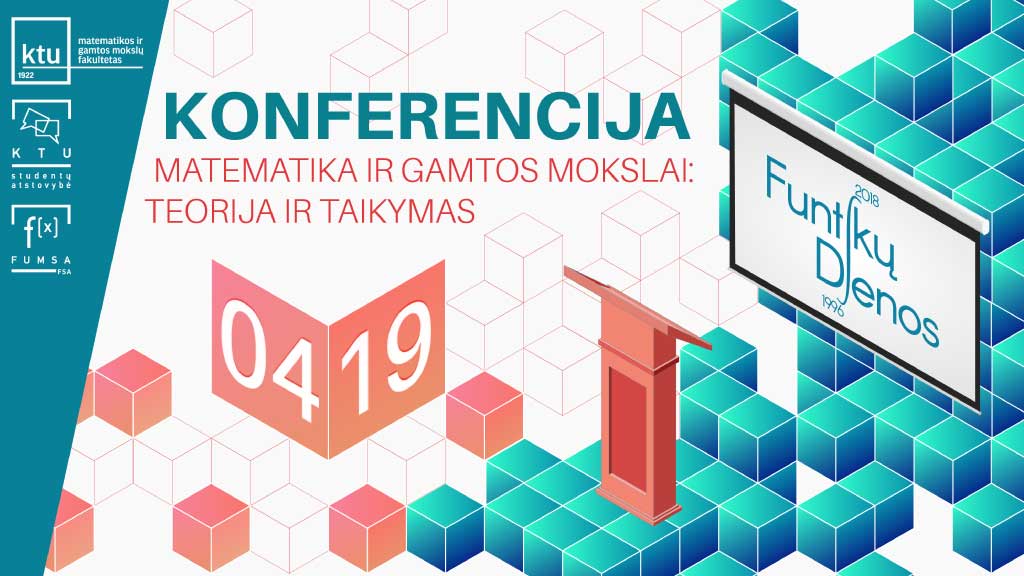 ktu
1922
matematikos ir
gamtos mokslų
fakultetas
KTU
studentų
atstovybė
f(x)
FUMSA
FSA
KONFERENCIJA
MATEMATIKA IR GAMTOS MOKSLAI:
TEORIJA IR TAIKYMAS
04 19
2018
Funtikų
Dienos
1996